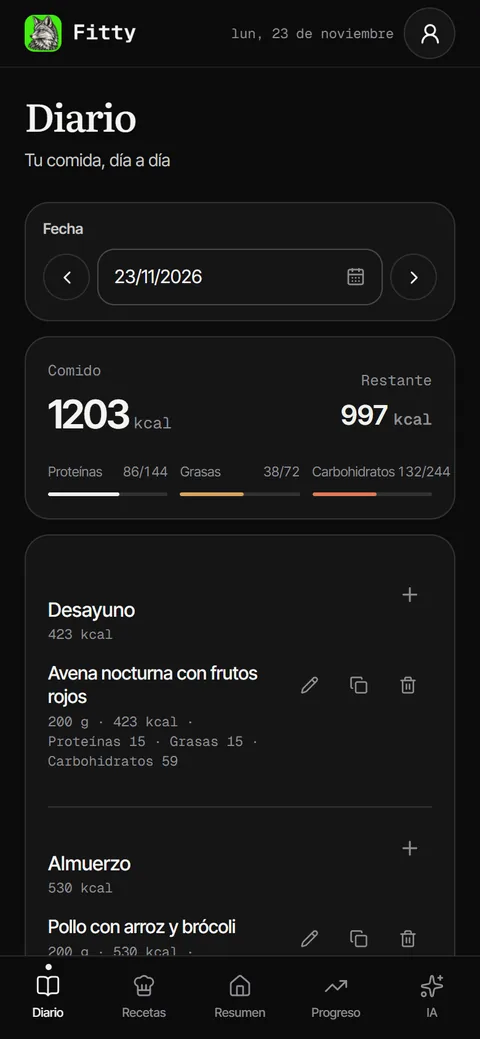 Fitty
lun, 23 de noviembre
Diario
Tu comida, día a día
Fecha
23/11/2026
Comido
1203 kcal
Restante
997 kcal
Proteínas 86/144
Grasas 38/72
Carbohidratos 132/244
Desayuno
423 kcal
Avena nocturna con frutos
rojos
200 g · 423 kcal ·
Proteínas 15 · Grasas 15 ·
Carbohidratos 59
Almuerzo
530 kcal
Pollo con arroz y brócoli
200 g · 530 kcal ·
Diario
Recetas
Resumen
Progreso
IA